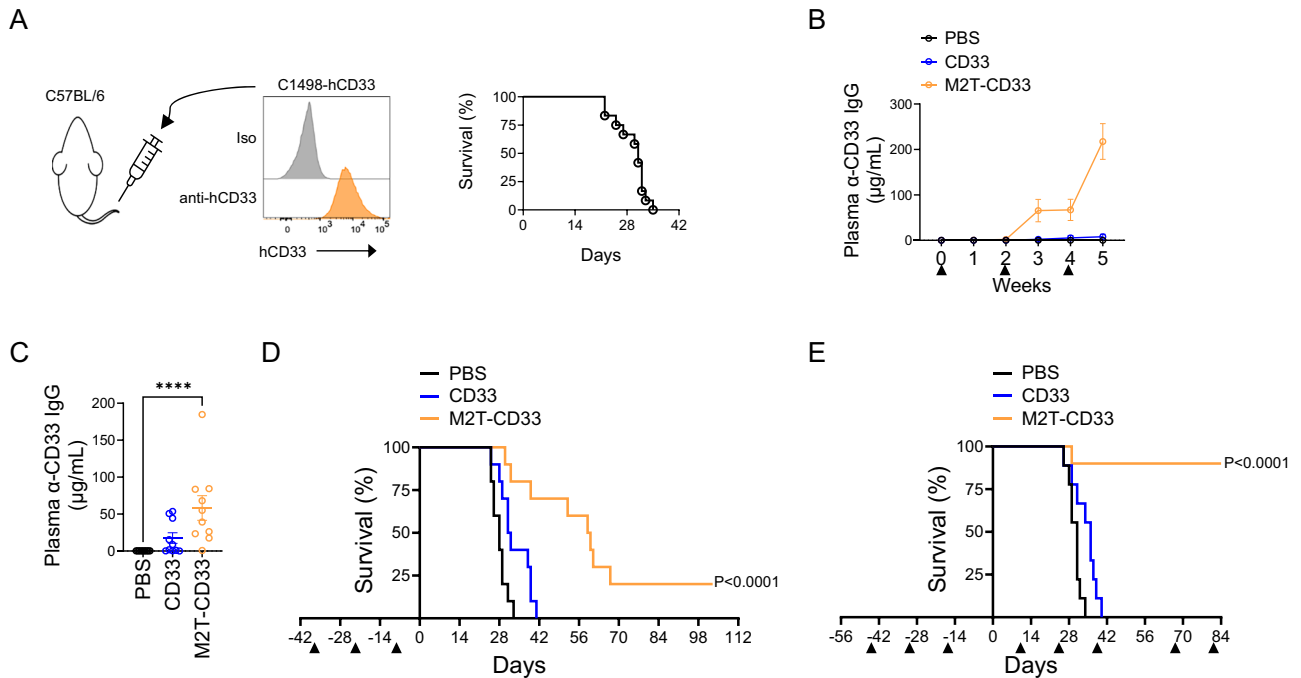 A
C57BL/6
C1498-hCD33
Iso
anti-hCD33
0 10³ 10⁴ 10⁵
hCD33
Survival (%)
100
75
50
25
0
0 14 28 42
Days
B
PBS
CD33
M2T-CD33
Plasma α-CD33 IgG
(µg/mL)
300
200
100
0
0 1 2 3 4 5
Weeks
C
****
Plasma α-CD33 IgG
(µg/mL)
200
150
100
50
0
PBS
CD33
M2T-CD33
D
PBS
CD33
M2T-CD33
Survival (%)
100
75
50
25
P<0.0001
-42 -28 -14 0 14 28 42 56 70 84 98 112
Days
E
PBS
CD33
M2T-CD33
Survival (%)
100
75
50
25
P<0.0001
-56 -42 -28 -14 0 14 28 42 56 70 84
Days